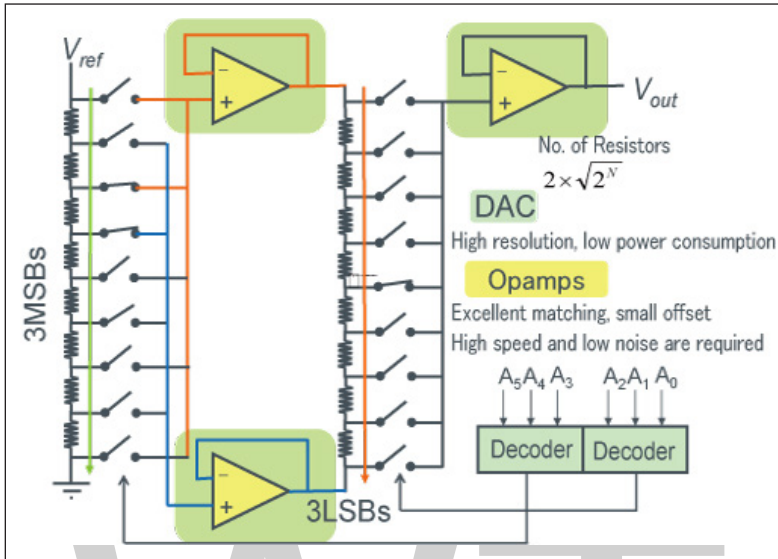 V_ref
−
+
−
+
V_out
No. of Resistors
2 × √2^N
DAC
High resolution, low power consumption
Opamps
Excellent matching, small offset
High speed and low noise are required
3MSBs
A₅ A₄ A₃ A₂ A₁ A₀
Decoder Decoder
−
+
3LSBs